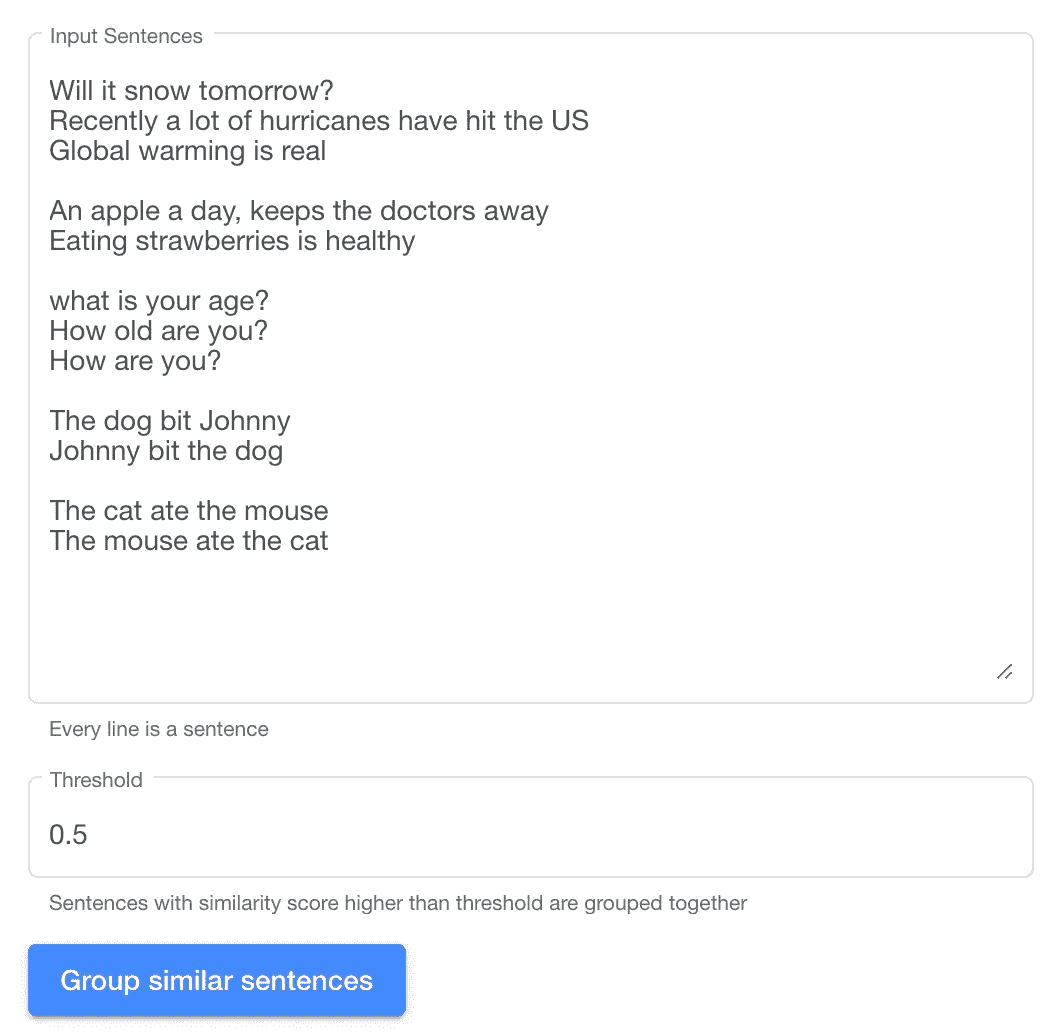 Input Sentences
Will it snow tomorrow?
Recently a lot of hurricanes have hit the US
Global warming is real
An apple a day, keeps the doctors away
Eating strawberries is healthy
what is your age?
How old are you?
How are you?
The dog bit Johnny
Johnny bit the dog
The cat ate the mouse
The mouse ate the cat
Every line is a sentence
Threshold
0.5
Sentences with similarity score higher than threshold are grouped together
Group similar sentences